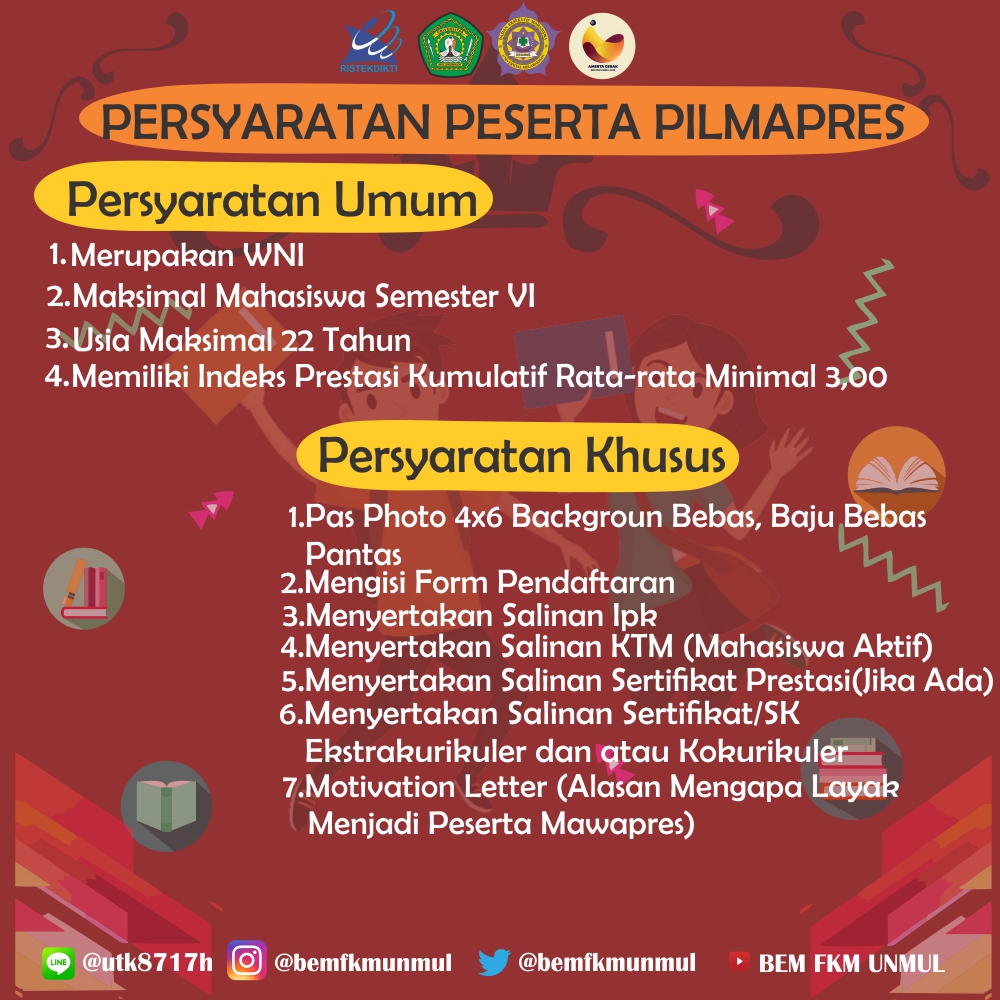 RISTEKDIKTI
AMERTA GERAK
PERSYARATAN PESERTA PILMAPRES
Persyaratan Umum
1. Merupakan WNI
2. Maksimal Mahasiswa Semester VI
3. Usia Maksimal 22 Tahun
4. Memiliki Indeks Prestasi Kumulatif Rata-rata Minimal 3,00
Persyaratan Khusus
1. Pas Photo 4x6 Backgroun Bebas, Baju Bebas
Pantas
2. Mengisi Form Pendaftaran
3. Menyertakan Salinan Ipk
4. Menyertakan Salinan KTM (Mahasiswa Aktif)
5. Menyertakan Salinan Sertifikat Prestasi(Jika Ada)
6. Menyertakan Salinan Sertifikat/SK
Ekstrakurikuler dan atau Kokurikuler
7. Motivation Letter (Alasan Mengapa Layak
Menjadi Peserta Mawapres)
LINE @utk8717h @bemfkmunmul @bemfkmunmul BEM FKM UNMUL